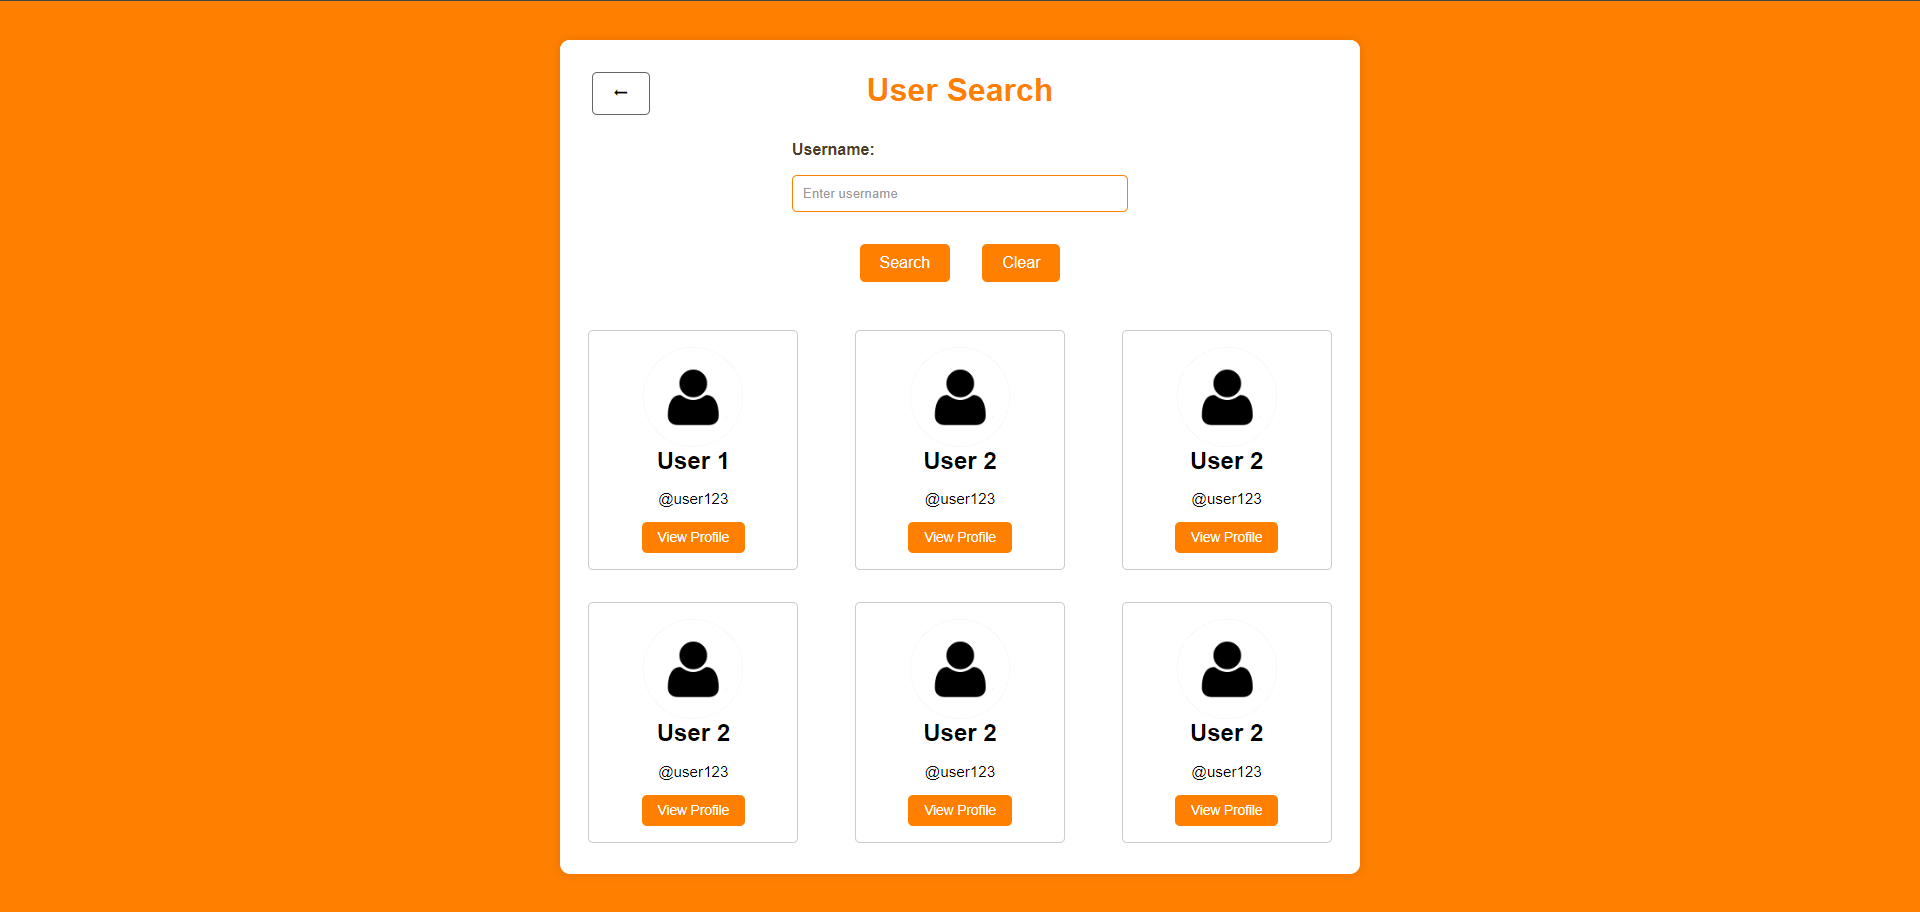 ←
User Search
Username:
Enter username
Search Clear
User 1
@user123
View Profile
User 2
@user123
View Profile
User 2
@user123
View Profile
User 2
@user123
View Profile
User 2
@user123
View Profile
User 2
@user123
View Profile